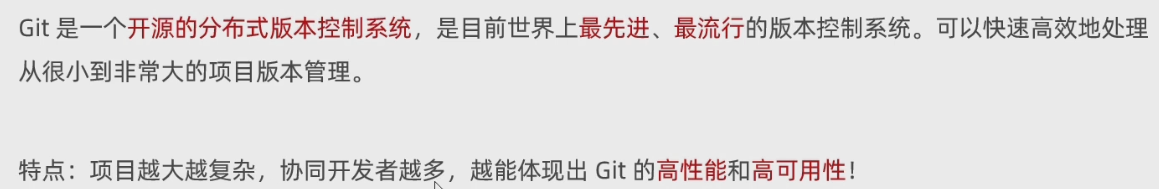 Git 是一个开源的分布式版本控制系统，是目前世界上最先进、最流行的版本控制系统。可以快速高效地处理
从很小到非常大的项目版本管理。
特点：项目越大越复杂，协同开发者越多，越能体现出 Git 的高性能和高可用性！